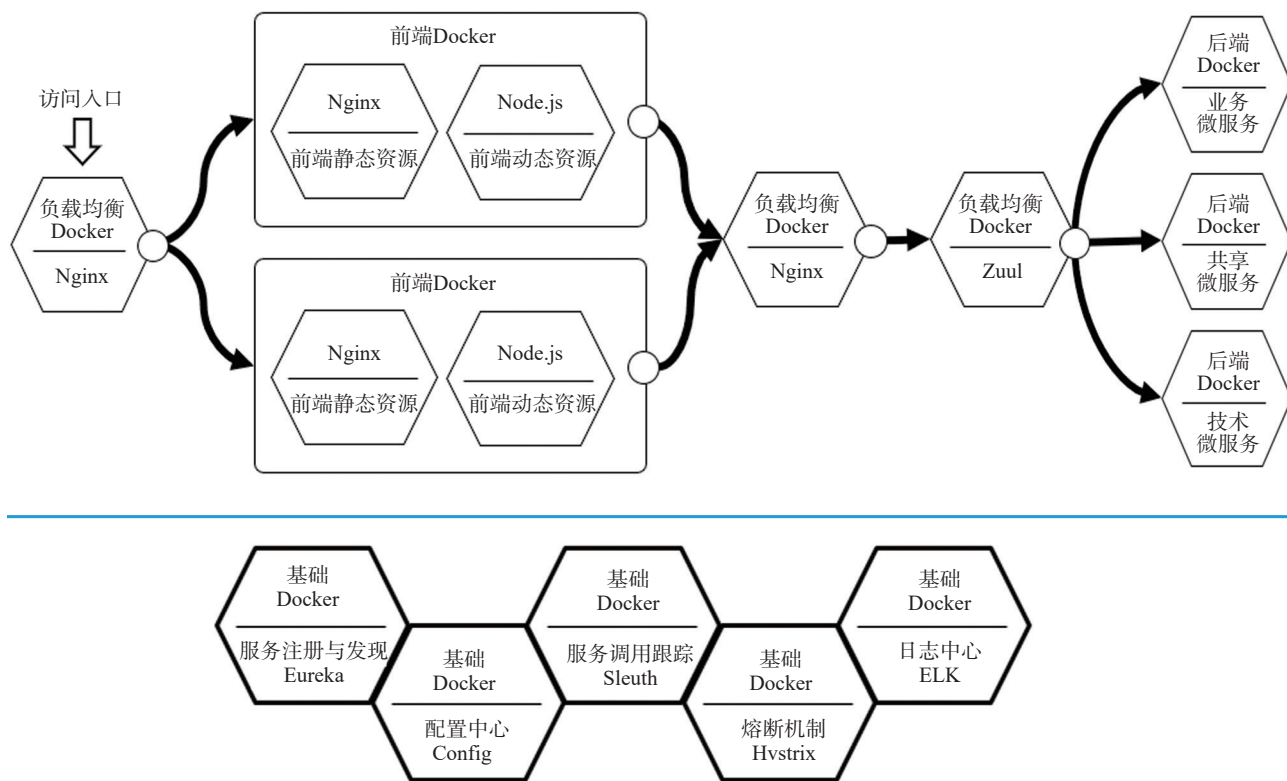 访问入口
负载均衡
Docker
Nginx
前端Docker
Nginx
前端静态资源
Node.js
前端动态资源
前端Docker
Nginx
前端静态资源
Node.js
前端动态资源
负载均衡
Docker
Nginx
负载均衡
Docker
Zuul
后端
Docker
业务
微服务
后端
Docker
共享
微服务
后端
Docker
技术
微服务
基础
Docker
服务注册与发现
Eureka
基础
Docker
配置中心
Config
基础
Docker
服务调用跟踪
Sleuth
基础
Docker
熔断机制
Hvstrix
基础
Docker
日志中心
ELK